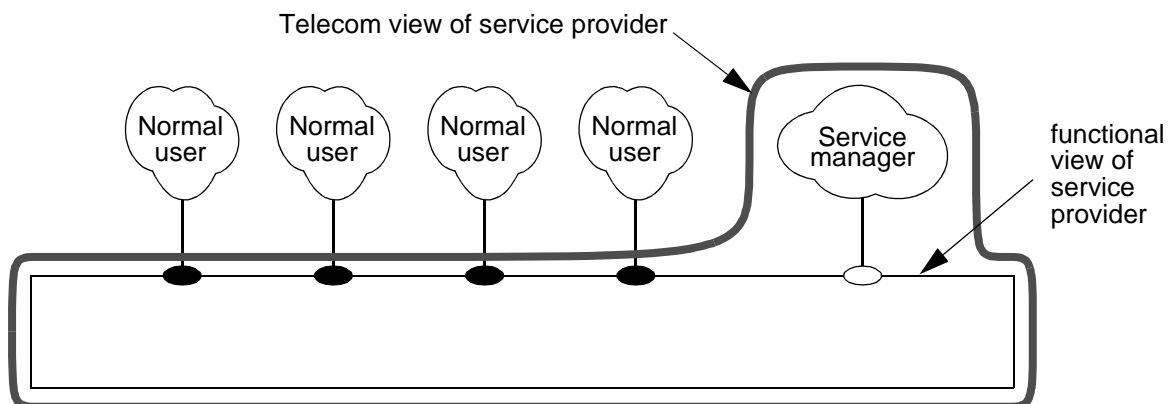 Telecom view of service provider
Normal
user
Normal
user
Normal
user
Normal
user
Service
manager
functional
view of
service
provider